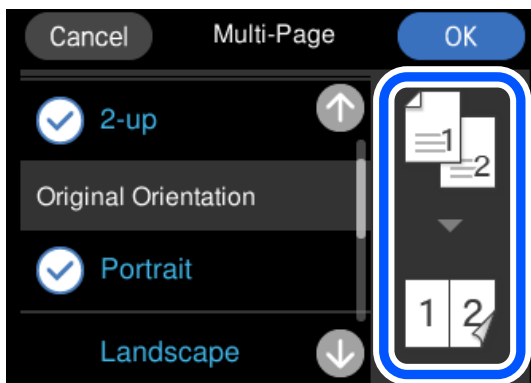 Cancel Multi-Page OK
2-up
Original Orientation
Portrait
Landscape
1
2
1 2